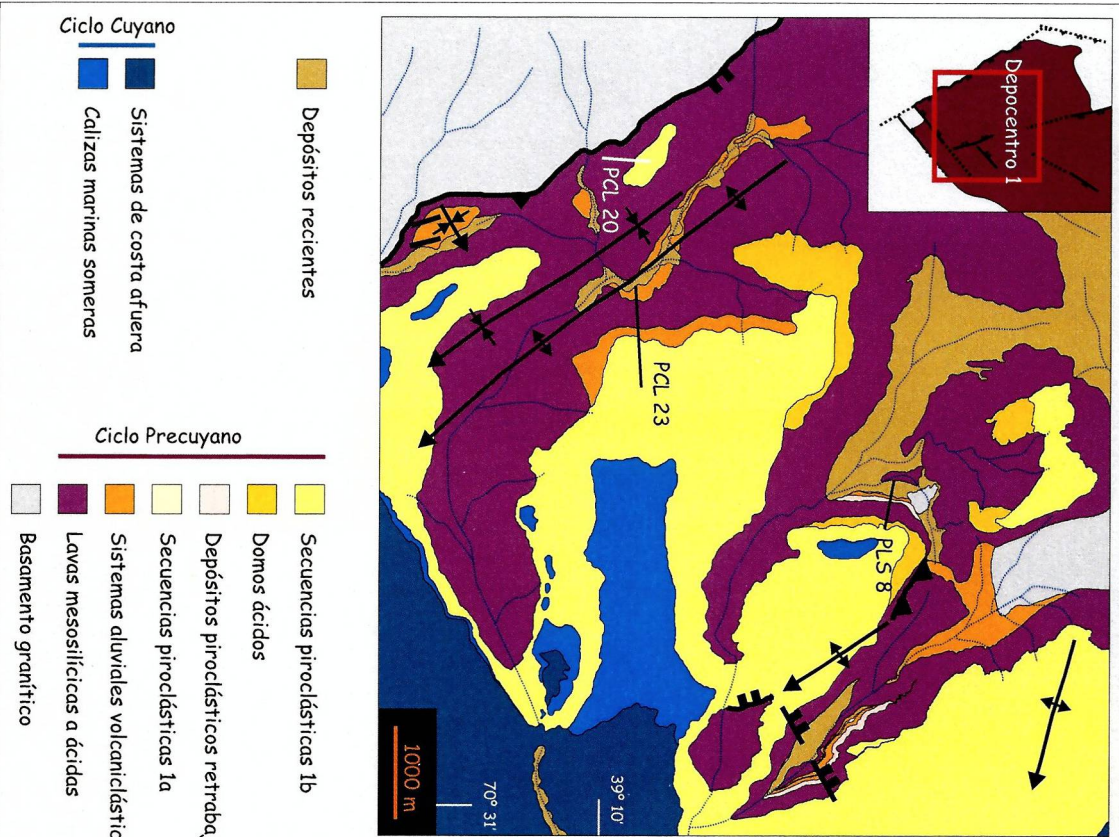 Depocentro 1
PCL 20
PCL 23
PLS 8
1000 m
39° 10'
70° 31'
Depósitos recientes
Ciclo Cuyano
Sistemas de costa afuera
Calizas marinas someras
Ciclo Precuyano
Secuencias piroclásticas 1b
Domos ácidos
Depósitos piroclásticos retraba
Secuencias piroclásticas 1a
Sistemas aluviales volcaniclástic
Lavas mesosilícicas a ácidas
Basamento granítico